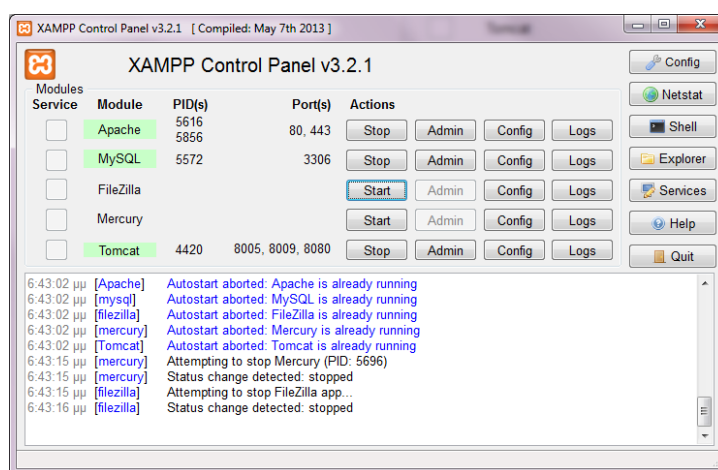 XAMPP Control Panel v3.2.1 [ Compiled: May 7th 2013 ]
XAMPP Control Panel v3.2.1
Config
Modules
Netstat
Service Module PID(s) Port(s) Actions
Apache 5616 5856 80, 443 Stop Admin Config Logs
Shell
MySQL 5572 3306 Stop Admin Config Logs
Explorer
FileZilla Start Admin Config Logs
Services
Mercury Start Admin Config Logs
Help
Tomcat 4420 8005, 8009, 8080 Stop Admin Config Logs
Quit
6:43:02 μμ [Apache] Autostart aborted: Apache is already running
6:43:02 μμ [mysql] Autostart aborted: MySQL is already running
6:43:02 μμ [filezilla] Autostart aborted: FileZilla is already running
6:43:02 μμ [mercury] Autostart aborted: Mercury is already running
6:43:02 μμ [Tomcat] Autostart aborted: Tomcat is already running
6:43:15 μμ [mercury] Attempting to stop Mercury (PID: 5696)
6:43:15 μμ [mercury] Status change detected: stopped
6:43:15 μμ [filezilla] Attempting to stop FileZilla app...
6:43:16 μμ [filezilla] Status change detected: stopped